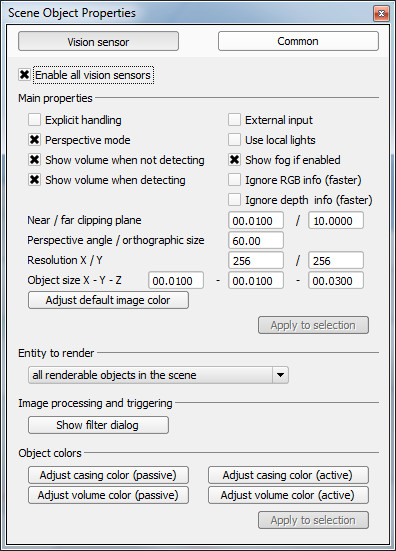 Scene Object Properties
Vision sensor Common
Enable all vision sensors
Main properties
Explicit handling External input
Perspective mode Use local lights
Show volume when not detecting Show fog if enabled
Show volume when detecting Ignore RGB info (faster)
Ignore depth info (faster)
Near / far clipping plane 00.0100 / 10.0000
Perspective angle / orthographic size 60.00
Resolution X / Y 256 / 256
Object size X - Y - Z 00.0100 - 00.0100 - 00.0300
Adjust default image color
Apply to selection
Entity to render
all renderable objects in the scene
Image processing and triggering
Show filter dialog
Object colors
Adjust casing color (passive) Adjust casing color (active)
Adjust volume color (passive) Adjust volume color (active)
Apply to selection